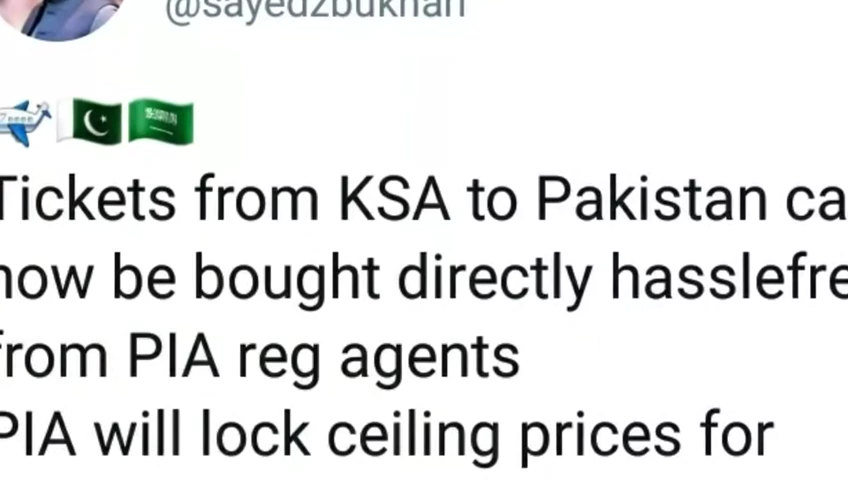 @sayedzbukhari
Tickets from KSA to Pakistan ca
now be bought directly hasslefre
from PIA reg agents
PIA will lock ceiling prices for